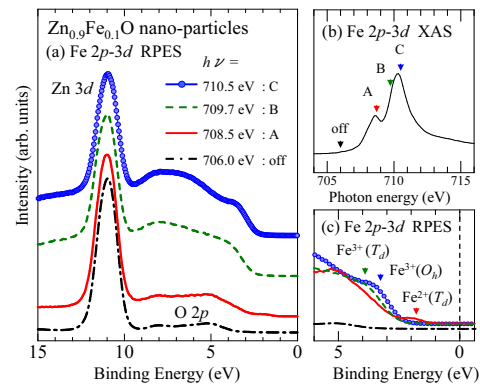 Zn0.9Fe0.1O nano-particles
(a) Fe 2p-3d RPES
hν =
Zn 3d
710.5 eV : C
709.7 eV : B
708.5 eV : A
706.0 eV : off
O 2p
Intensity (arb. units)
15 10 5 0
Binding Energy (eV)
(b) Fe 2p-3d XAS
C
B
A
off
705 710 715
Photon energy (eV)
(c) Fe 2p-3d RPES
Fe3+(Td)
Fe3+(Oh)
Fe2+(Td)
5 0
Binding Energy (eV)